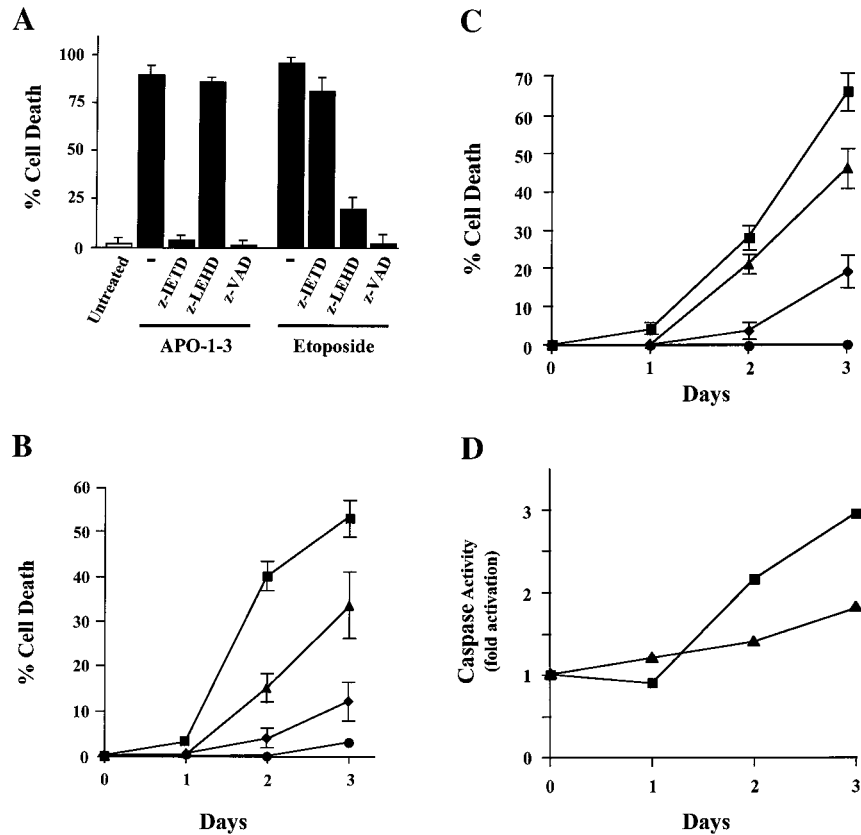 A
% Cell Death
100
75
50
25
0
Untreated
-
z-IETD
z-LEHD
z-VAD
-
z-IETD
z-LEHD
z-VAD
APO-1-3
Etoposide
C
% Cell Death
70
60
50
40
30
20
10
0
0 1 2 3
Days
B
% Cell Death
60
50
40
30
20
10
0
0 1 2 3
Days
D
Caspase Activity
(fold activation)
3
2
1
0
0 1 2 3
Days